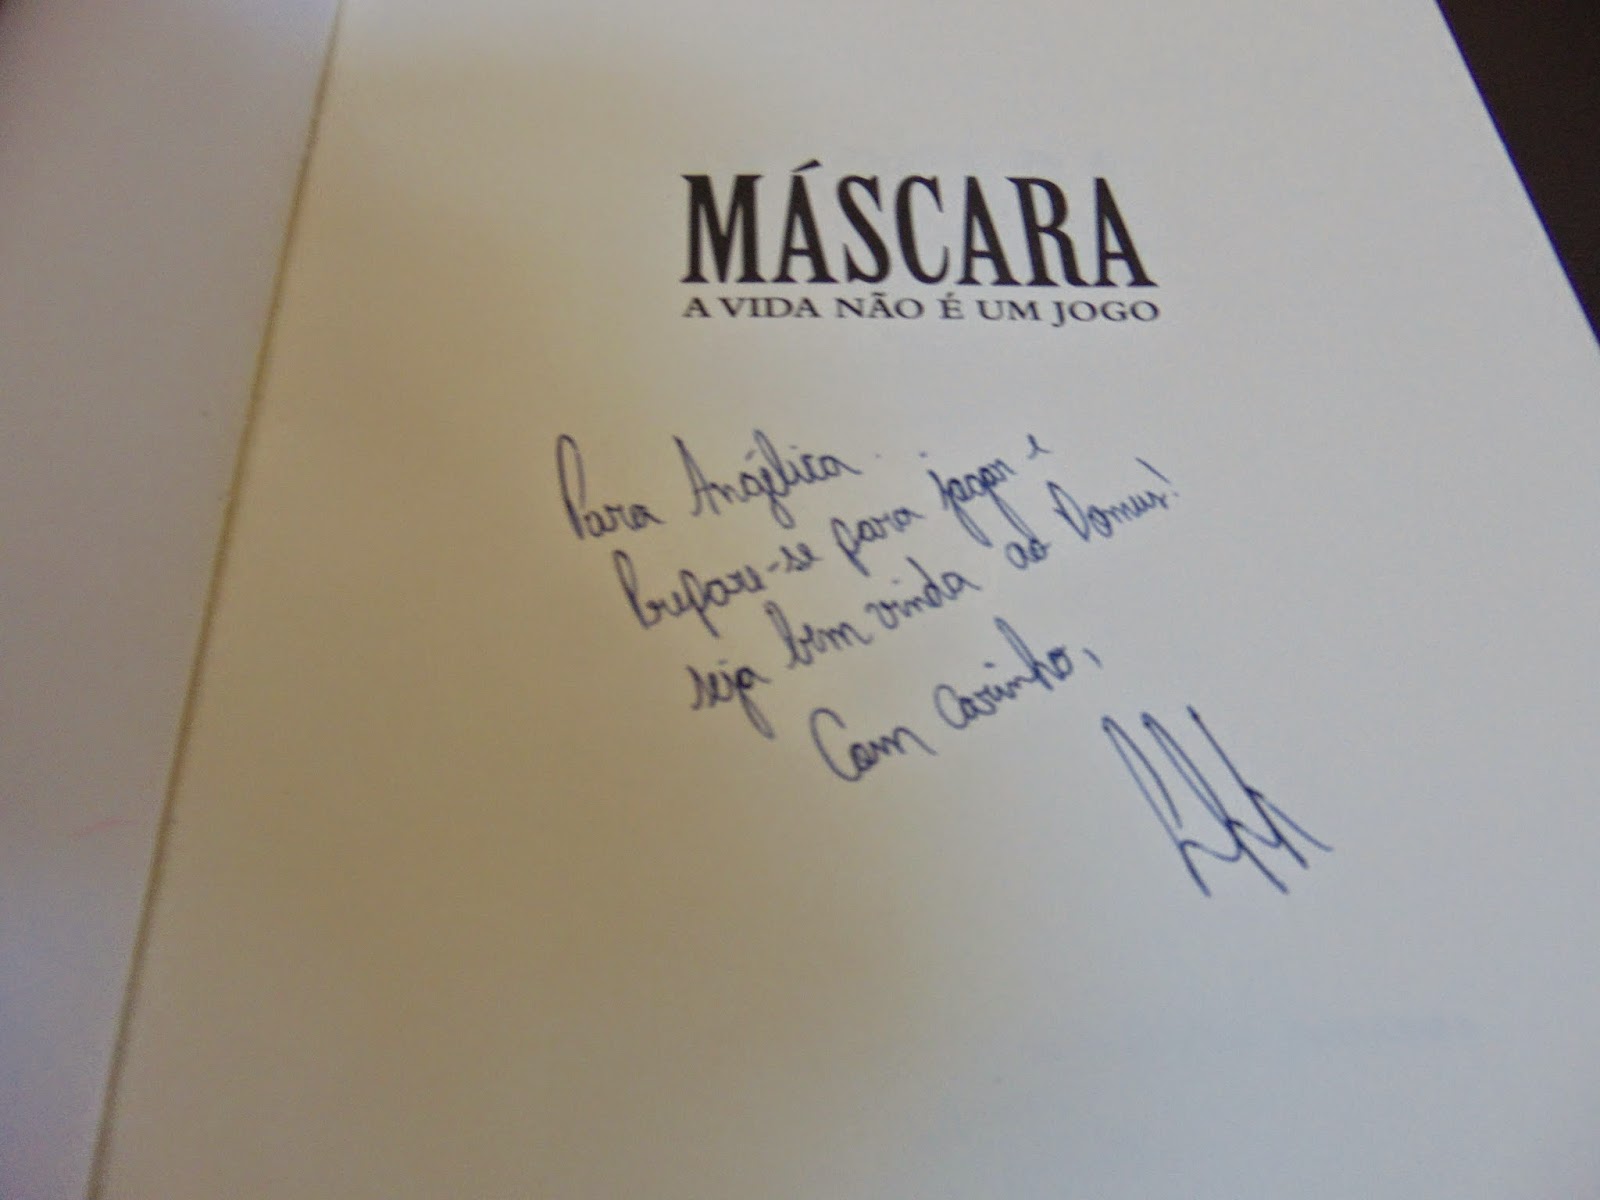 MÁSCARA
A VIDA NÃO É UM JOGO
Para Angélica.
Prepare-se para jogar e
seja bem vinda ao Domus!
Com carinho,